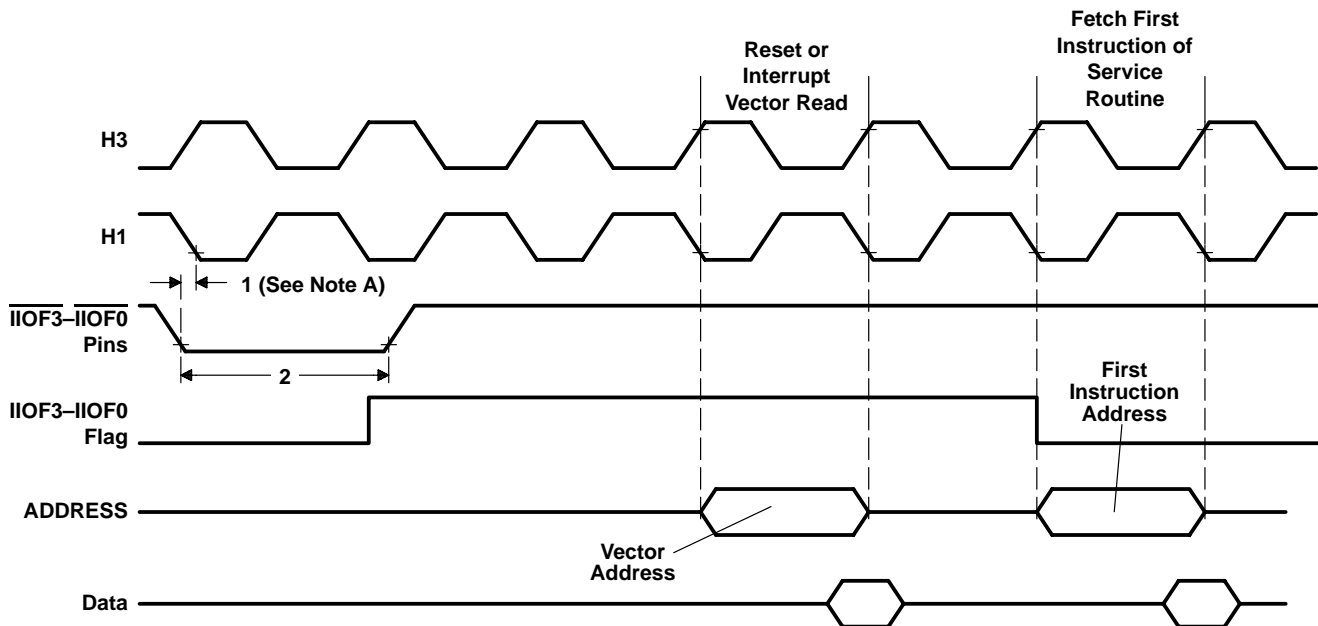 Reset or
Interrupt
Vector Read
Fetch First
Instruction of
Service
Routine
H3
H1
1 (See Note A)
IIOF3–IIOF0
Pins
2
IIOF3–IIOF0
Flag
First
Instruction
Address
ADDRESS
Vector
Address
Data